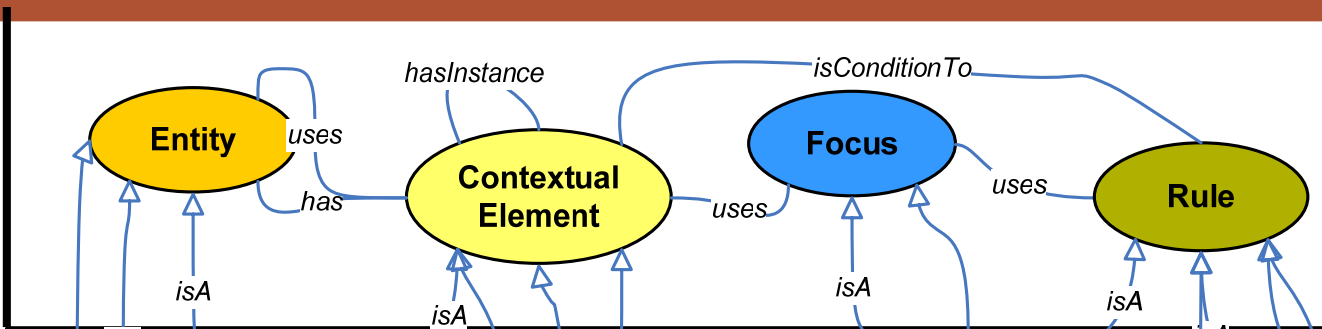 hasInstance
isConditionTo
Entity
uses
Focus
Contextual
Element
uses
Rule
has
uses
isA
isA
isA
isA